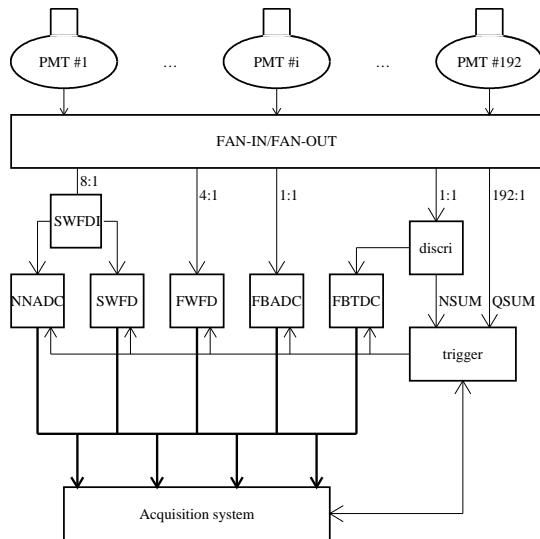 PMT #1
...
PMT #i
...
PMT #192
FAN-IN/FAN-OUT
8:1
4:1
1:1
1:1
192:1
SWFDI
discri
NNADC
SWFD
FWFD
FBADC
FBTDC
NSUM
QSUM
trigger
Acquisition system